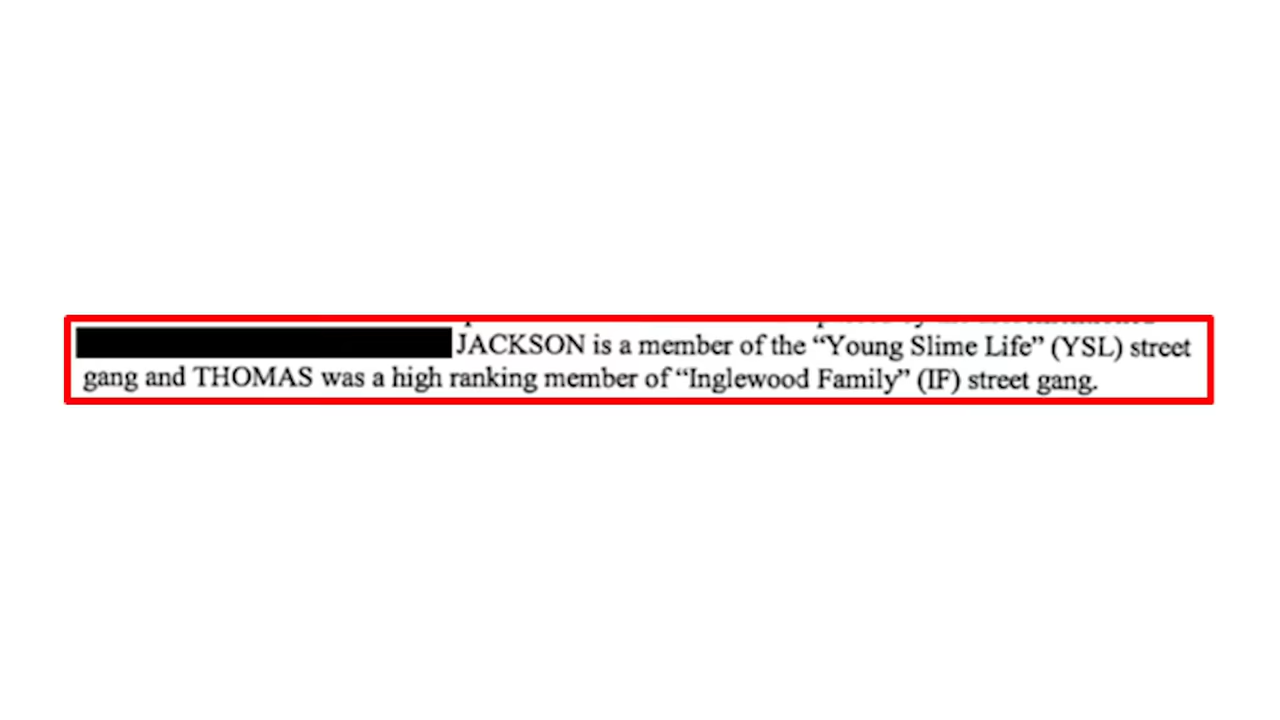 JACKSON is a member of the “Young Slime Life” (YSL) street
gang and THOMAS was a high ranking member of “Inglewood Family” (IF) street gang.